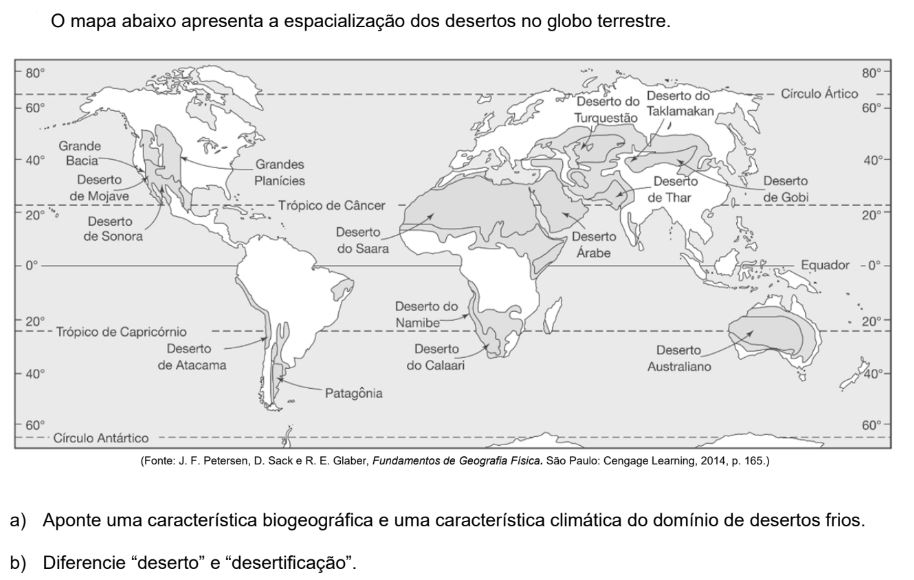 O mapa abaixo apresenta a espacialização dos desertos no globo terrestre.
80° 80°
Círculo Ártico
60° 60°
Deserto do
Turquestão
Deserto do
Taklamakan
Grande
Bacia
40° 40°
Grandes
Planícies
Deserto
de Mojave
Deserto
de Thar
Deserto
de Gobi
Trópico de Câncer
20° 20°
Deserto
de Sonora
Deserto
do Saara
Deserto
Árabe
0° Equador 0°
Deserto do
Namibe
20° 20°
Trópico de Capricórnio
Deserto
de Atacama
Deserto
do Calaari
Deserto
Australiano
40° 40°
Patagônia
60° 60°
Círculo Antártico
(Fonte: J. F. Petersen, D. Sack e R. E. Glaber, Fundamentos de Geografia Física. São Paulo: Cengage Learning, 2014, p. 165.)
a) Aponte uma característica biogeográfica e uma característica climática do domínio de desertos frios.
b) Diferencie “deserto” e “desertificação”.